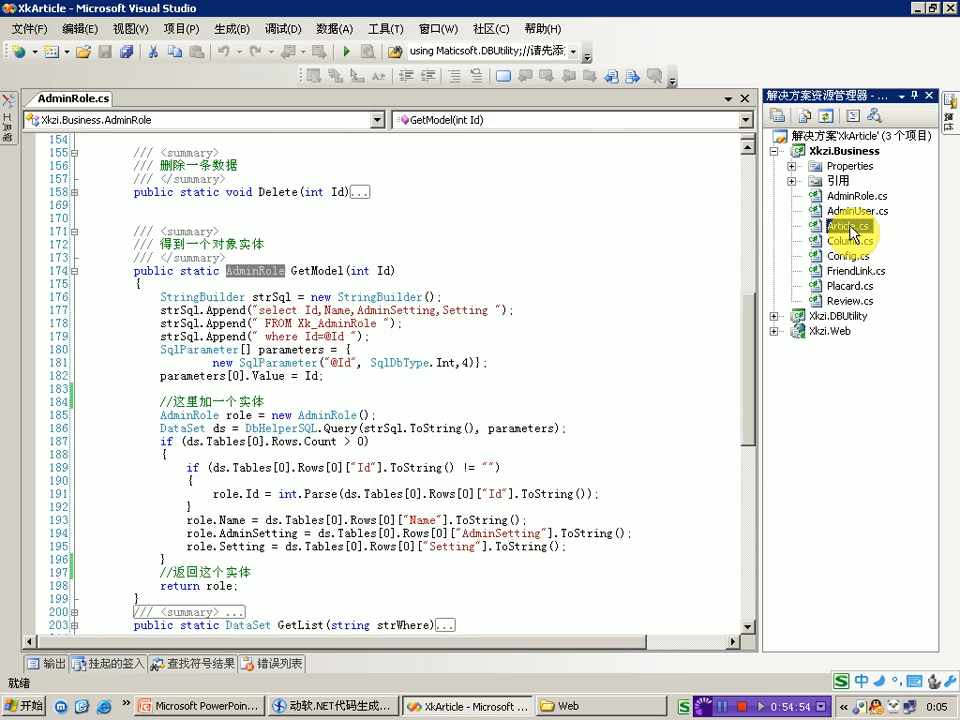 XkArticle - Microsoft Visual Studio
文件(F) 编辑(E) 视图(V) 项目(P) 生成(B) 调试(D) 数据(A) 工具(T) 窗口(W) 社区(C) 帮助(H)
using Maticsoft.DBUtility;//请先添
AdminRole.cs
Xkzi.Business.AdminRole
GetModel(int Id)
154
155 /// <summary>
156 /// 删除一条数据
157 /// </summary>
158 public static void Delete(int Id)...
169
170
171 /// <summary>
172 /// 得到一个对象实体
173 /// </summary>
174 public static AdminRole GetModel(int Id)
175 {
176 StringBuilder strSql = new StringBuilder();
177 strSql.Append("select Id,Name,AdminSetting,Setting ");
178 strSql.Append(" FROM Xk_AdminRole ");
179 strSql.Append(" where Id=@Id ");
180 SqlParameter[] parameters = {
181 new SqlParameter("@Id", SqlDbType.Int,4)};
182 parameters[0].Value = Id;
183
184 //这里加一个实体
185 AdminRole role = new AdminRole();
186 DataSet ds = DbHelperSQL.Query(strSql.ToString(), parameters);
187 if (ds.Tables[0].Rows.Count > 0)
188 {
189 if (ds.Tables[0].Rows[0]["Id"].ToString() != "")
190 {
191 role.Id = int.Parse(ds.Tables[0].Rows[0]["Id"].ToString());
192 }
193 role.Name = ds.Tables[0].Rows[0]["Name"].ToString();
194 role.AdminSetting = ds.Tables[0].Rows[0]["AdminSetting"].ToString();
195 role.Setting = ds.Tables[0].Rows[0]["Setting"].ToString();
196 }
197 //返回这个实体
198 return role;
199 }
200 /// <summary> ...
203 public static DataSet GetList(string strWhere)...
工具箱
解决方案资源管理器 - ...
解决方案'XkArticle' (3 个项目)
Xkzi.Business
Properties
引用
AdminRole.cs
AdminUser.cs
Article.cs
Column.cs
Config.cs
FriendLink.cs
Placard.cs
Review.cs
Xkzi.DBUtility
Xkzi.Web
属性
输出 挂起的签入 查找符号结果 错误列表
就绪
中
开始
Microsoft PowerPoin...
动软.NET代码生成...
XkArticle - Microsoft ...
Web
0:54:54
0:05